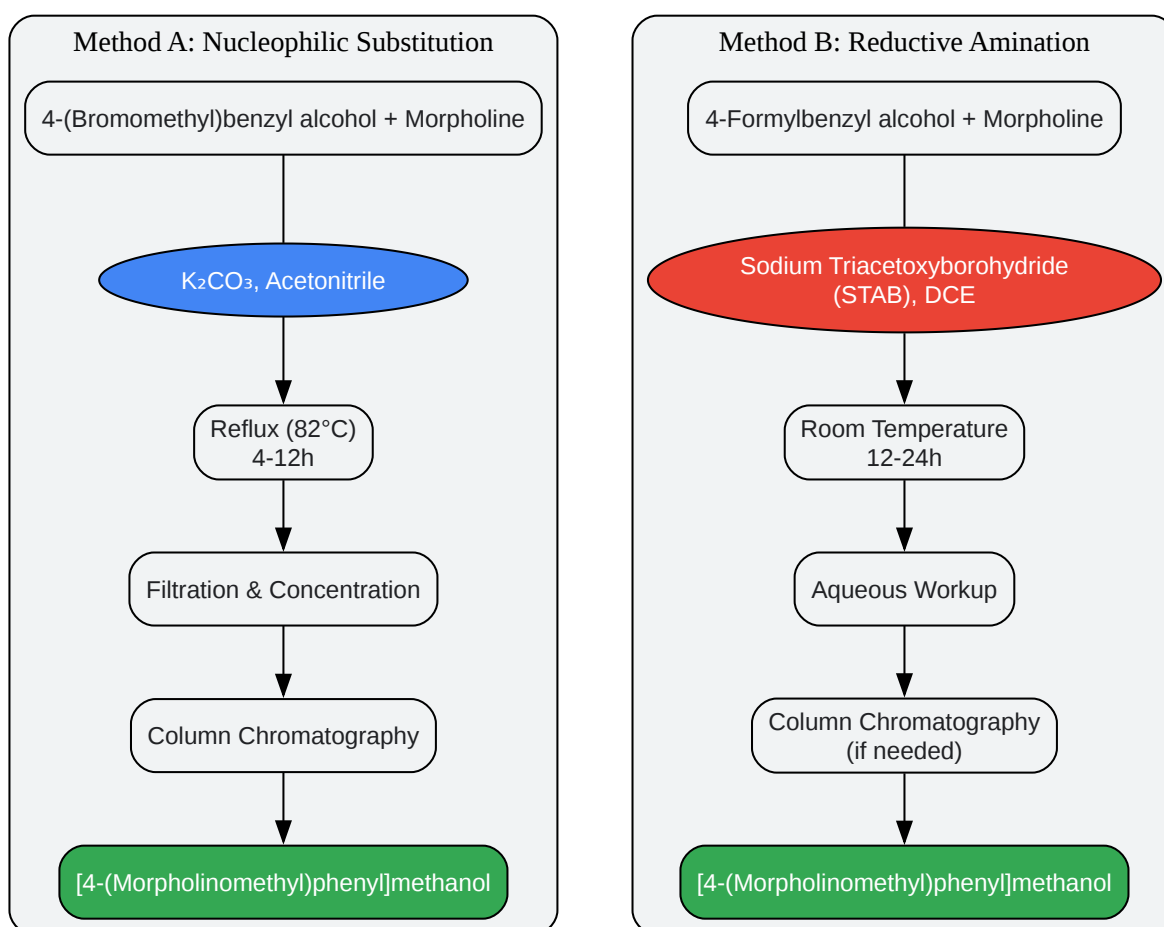 Method A: Nucleophilic Substitution
4-(Bromomethyl)benzyl alcohol + Morpholine
K₂CO₃, Acetonitrile
Reflux (82°C)
4-12h
Filtration & Concentration
Column Chromatography
[4-(Morpholinomethyl)phenyl]methanol
Method B: Reductive Amination
4-Formylbenzyl alcohol + Morpholine
Sodium Triacetoxyborohydride
(STAB), DCE
Room Temperature
12-24h
Aqueous Workup
Column Chromatography
(if needed)
[4-(Morpholinomethyl)phenyl]methanol